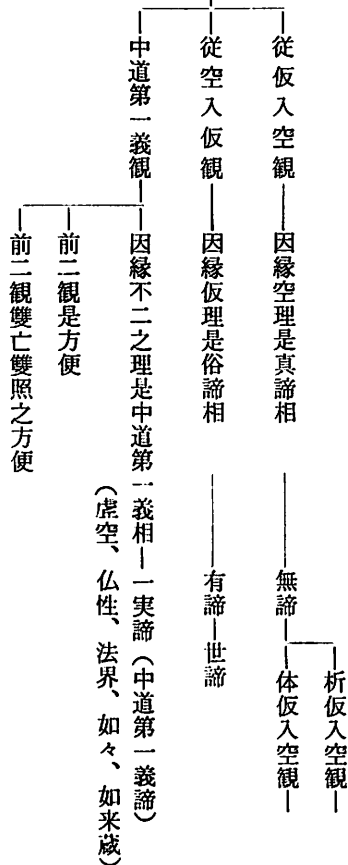 従仮入空観―因縁空理是真諦相―無諦
析仮入空観―
体仮入空観―
従空入仮観―因縁仮理是俗諦相―有諦―世諦
中道第一義観
因縁不二之理是中道第一義相―一実諦（中道第一義諦）
（虚空、仏性、法界、如々、如来蔵）
前二観是方便
前二観雙亡雙照之方便